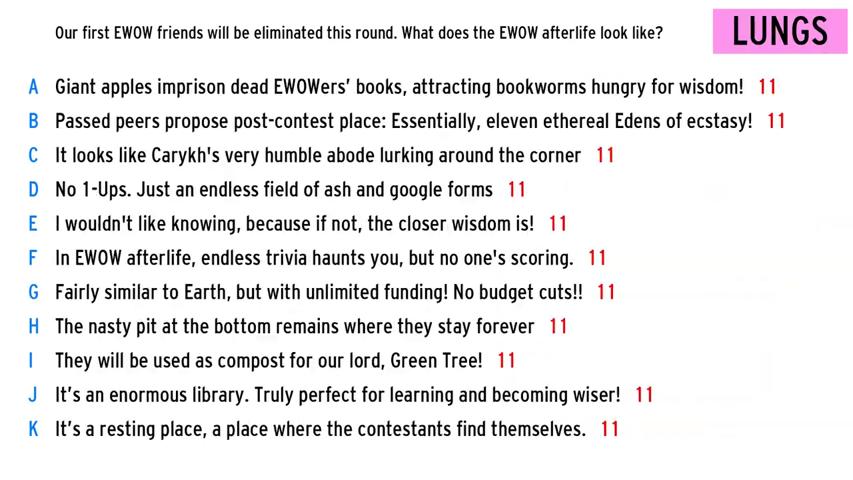 Our first EWOW friends will be eliminated this round. What does the EWOW afterlife look like?
LUNGS
A Giant apples imprison dead EWOWers’ books, attracting bookworms hungry for wisdom! 11
B Passed peers propose post-contest place: Essentially, eleven ethereal Edens of ecstasy! 11
C It looks like Carykh's very humble abode lurking around the corner 11
D No 1-Ups. Just an endless field of ash and google forms 11
E I wouldn't like knowing, because if not, the closer wisdom is! 11
F In EWOW afterlife, endless trivia haunts you, but no one's scoring. 11
G Fairly similar to Earth, but with unlimited funding! No budget cuts!! 11
H The nasty pit at the bottom remains where they stay forever 11
I They will be used as compost for our lord, Green Tree! 11
J It’s an enormous library. Truly perfect for learning and becoming wiser! 11
K It’s a resting place, a place where the contestants find themselves. 11